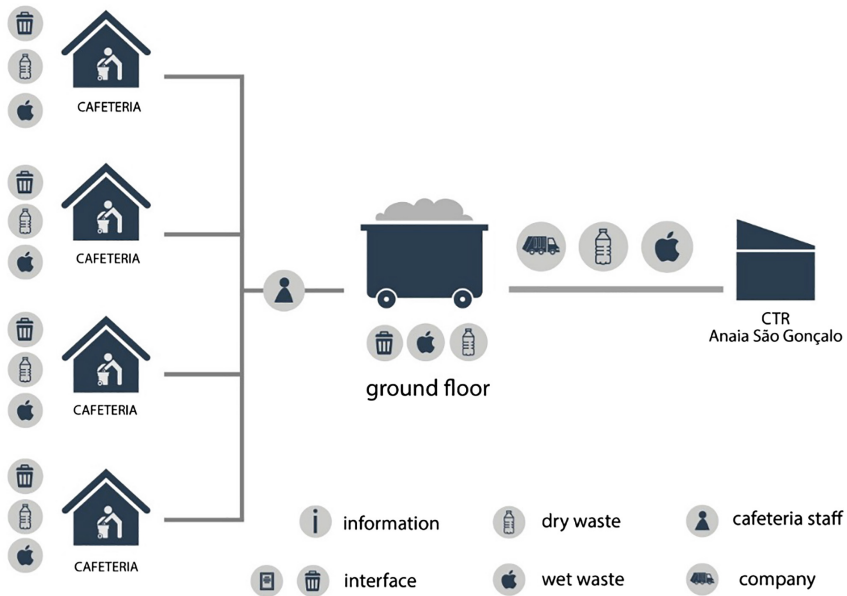 CAFETERIA
CAFETERIA
CAFETERIA
CAFETERIA
ground floor
CTR
Anaia São Gonçalo
information
dry waste
cafeteria staff
interface
wet waste
company